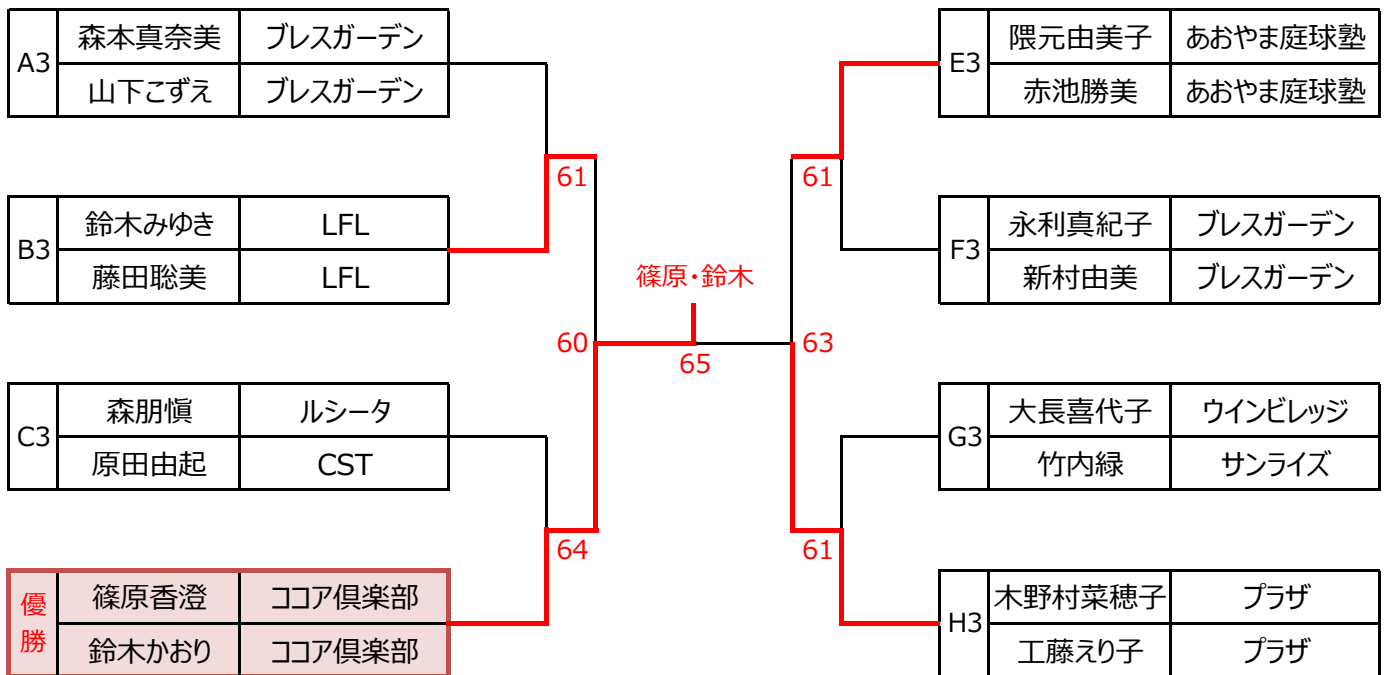 A3 森本真奈美 ブレスガーデン
山下こずえ ブレスガーデン
61
B3 鈴木みゆき LFL
藤田聡美 LFL
60
C3 森朋愼 ルシータ
原田由起 CST
64
優勝 篠原香澄 ココア倶楽部
鈴木かおり ココア倶楽部
篠原・鈴木
65
E3 隈元由美子 あおやま庭球塾
赤池勝美 あおやま庭球塾
61
F3 永利真紀子 ブレスガーデン
新村由美 ブレスガーデン
63
G3 大長喜代子 ウインビレッジ
竹内緑 サンライズ
61
H3 木野村菜穂子 プラザ
工藤えり子 プラザ